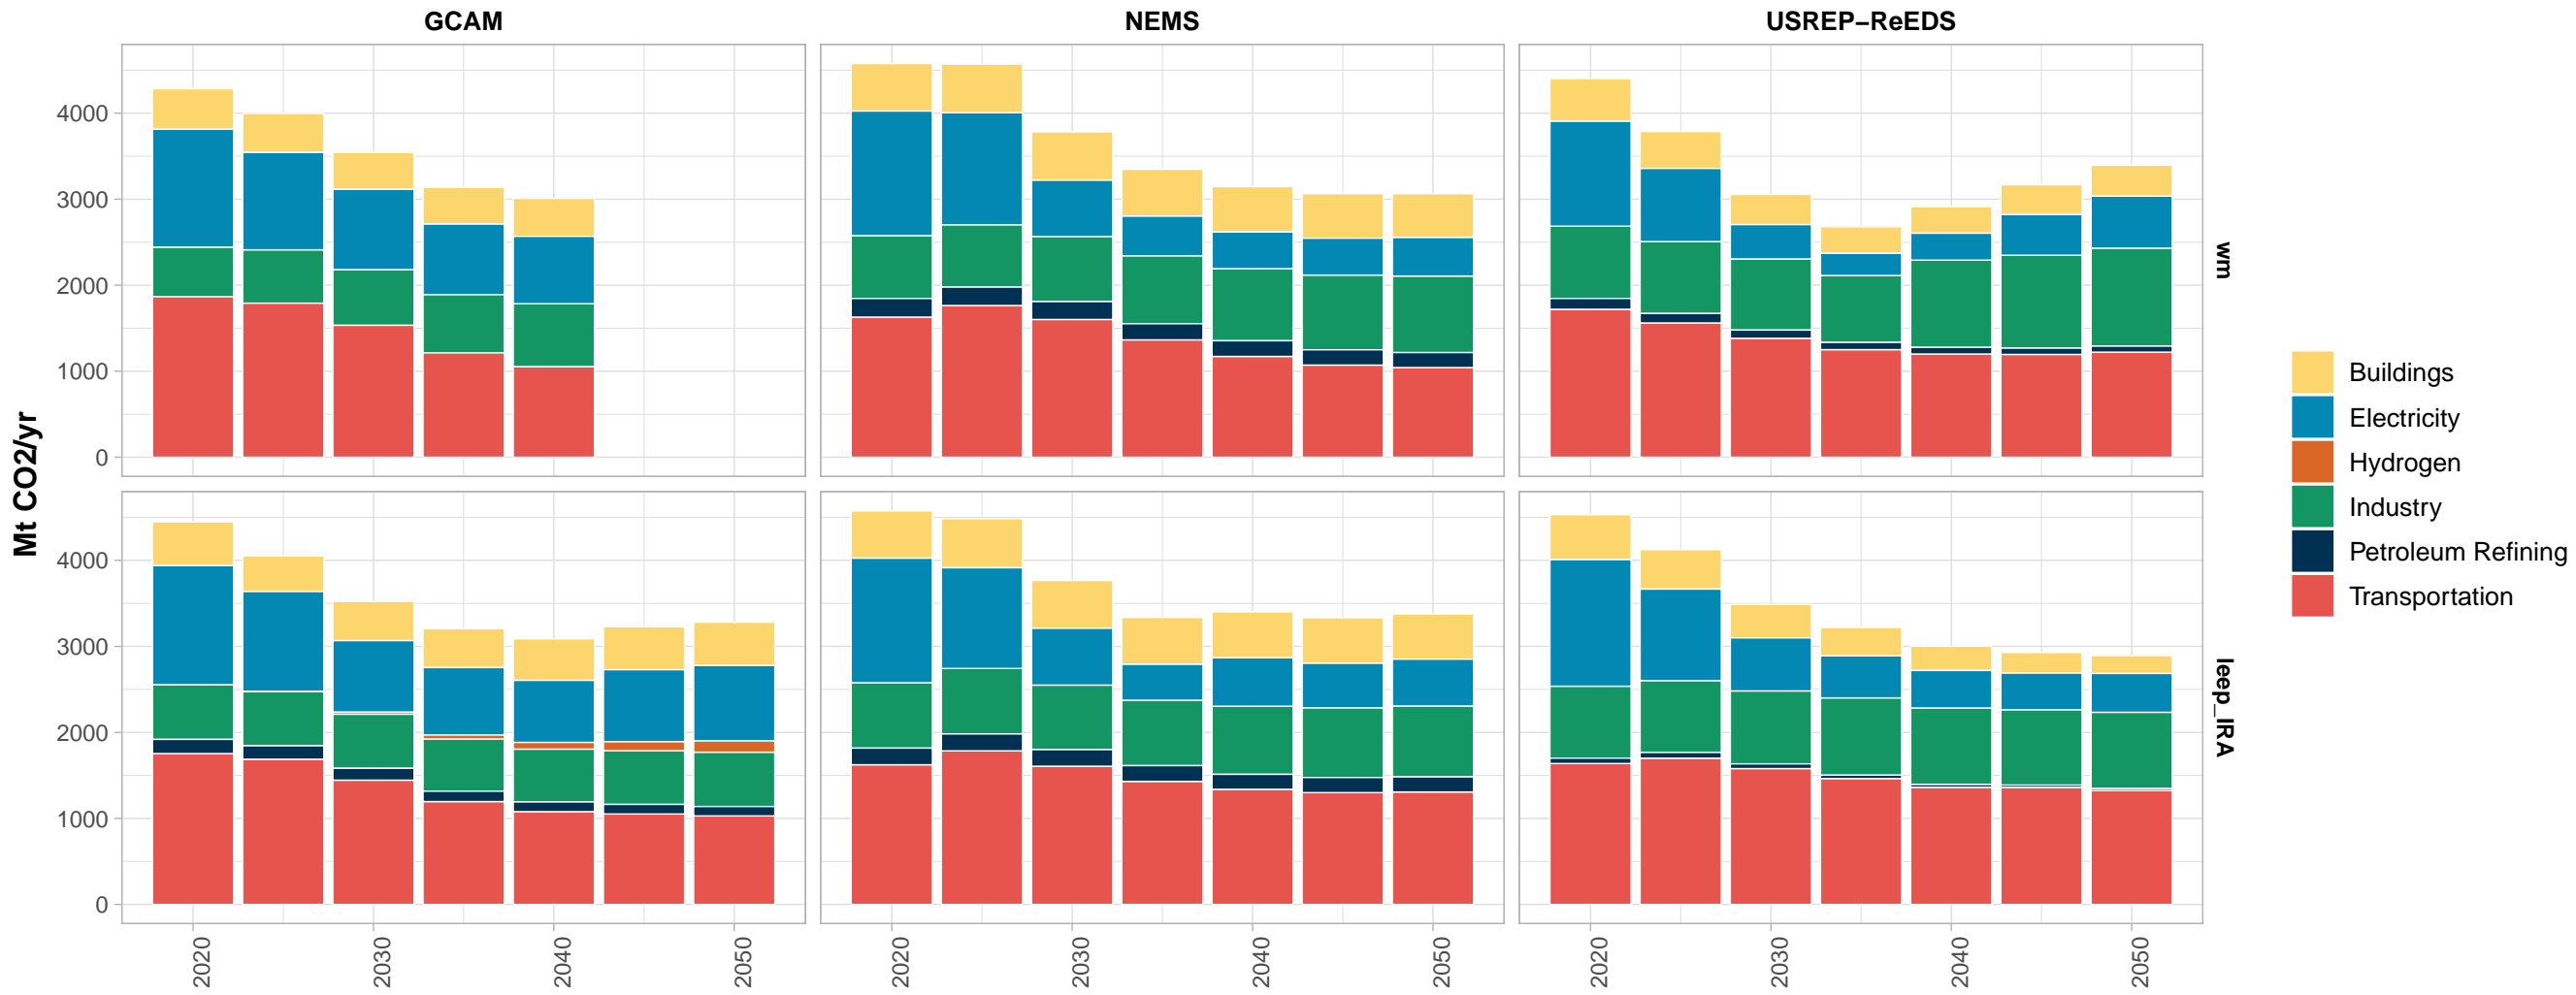 GCAM
NEMS
USREP−ReEDS
Mt CO2/yr
4000
3000
2000
1000
0
wm
4000
3000
2000
1000
0
leep_IRA
2020
2030
2040
2050
2020
2030
2040
2050
2020
2030
2040
2050
Buildings
Electricity
Hydrogen
Industry
Petroleum Refining
Transportation